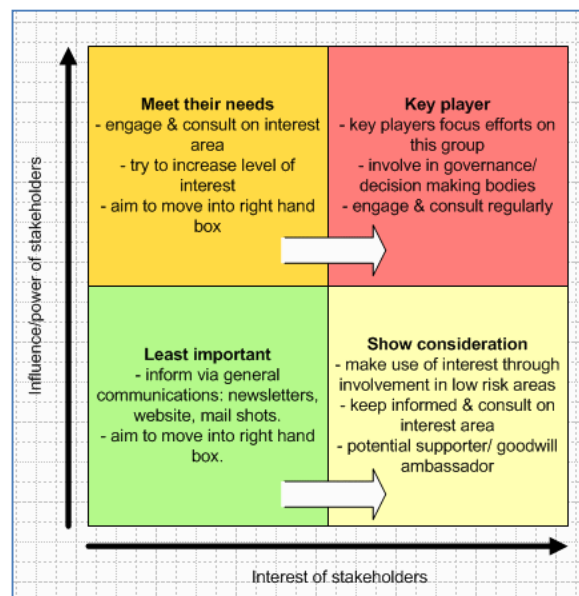 Influence/power of stakeholders
Meet their needs
- engage & consult on interest
area
- try to increase level of
interest
- aim to move into right hand
box
Key player
- key players focus efforts on
this group
- involve in governance/
decision making bodies
- engage & consult regularly
Least important
- inform via general
communications: newsletters,
website, mail shots.
- aim to move into right hand
box.
Show consideration
- make use of interest through
involvement in low risk areas
- keep informed & consult on
interest area
- potential supporter/ goodwill
ambassador
Interest of stakeholders